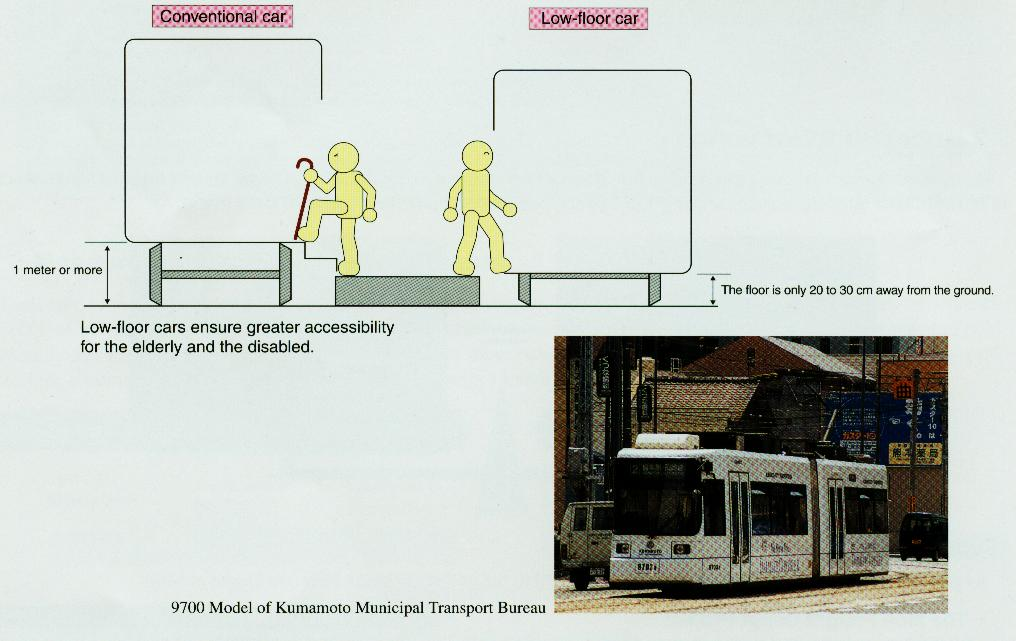 Conventional car
Low-floor car
1 meter or more
The floor is only 20 to 30 cm away from the ground.
Low-floor cars ensure greater accessibility
for the elderly and the disabled.
9700 Model of Kumamoto Municipal Transport Bureau